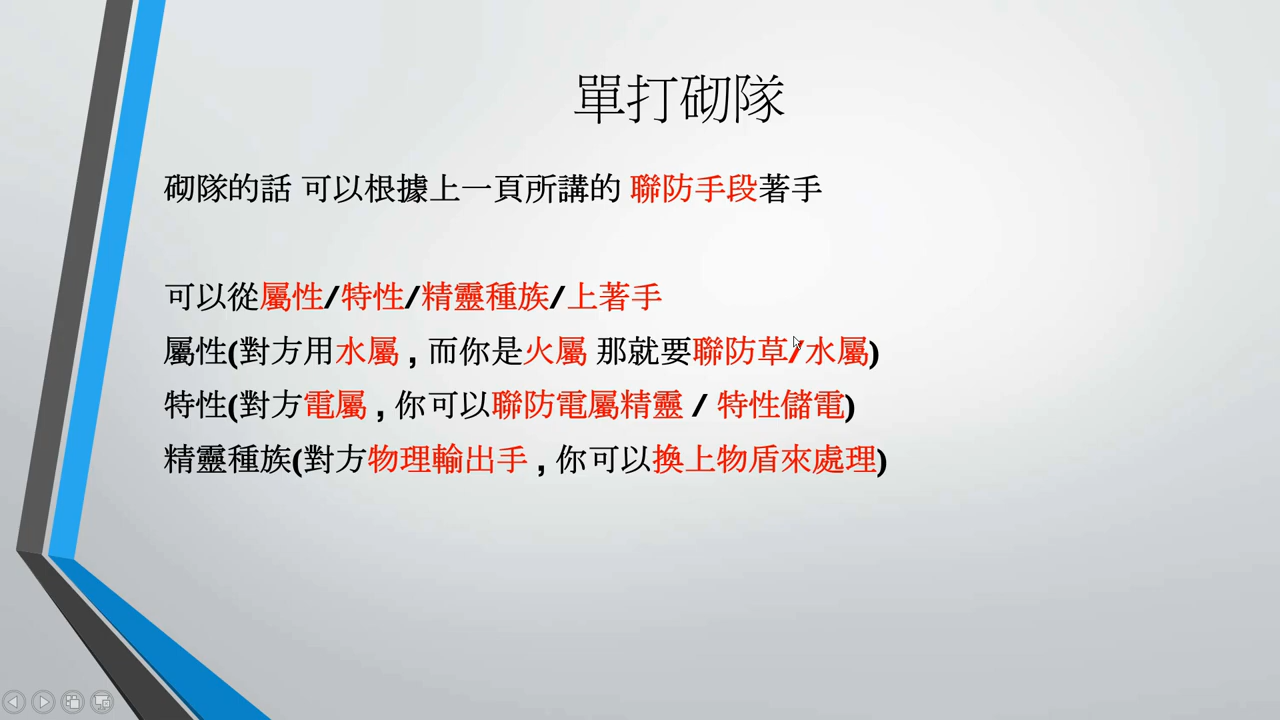 單打砌隊
砌隊的話 可以根據上一頁所講的 聯防手段著手
可以從屬性/特性/精靈種族/上著手
屬性(對方用水屬 , 而你是火屬 那就要聯防草/水屬)
特性(對方電屬 , 你可以聯防電屬精靈 / 特性儲電)
精靈種族(對方物理輸出手 , 你可以換上物盾來處理)